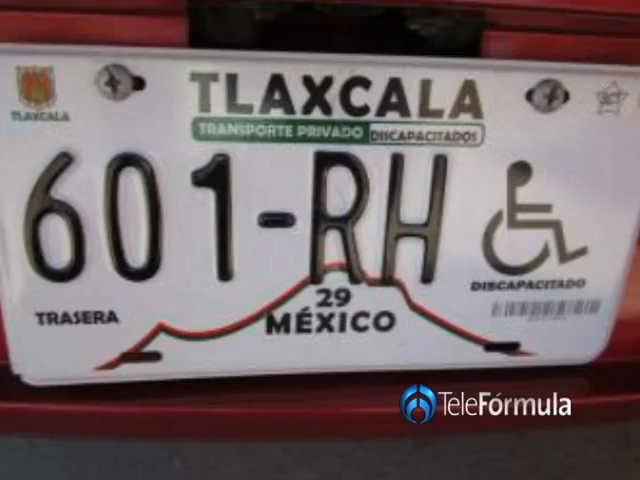 TLAXCALA
TLAXCALA
TRANSPORTE PRIVADO DISCAPACITADOS
601-RH
DISCAPACITADO
TRASERA
29
MÉXICO
TeleFórmula